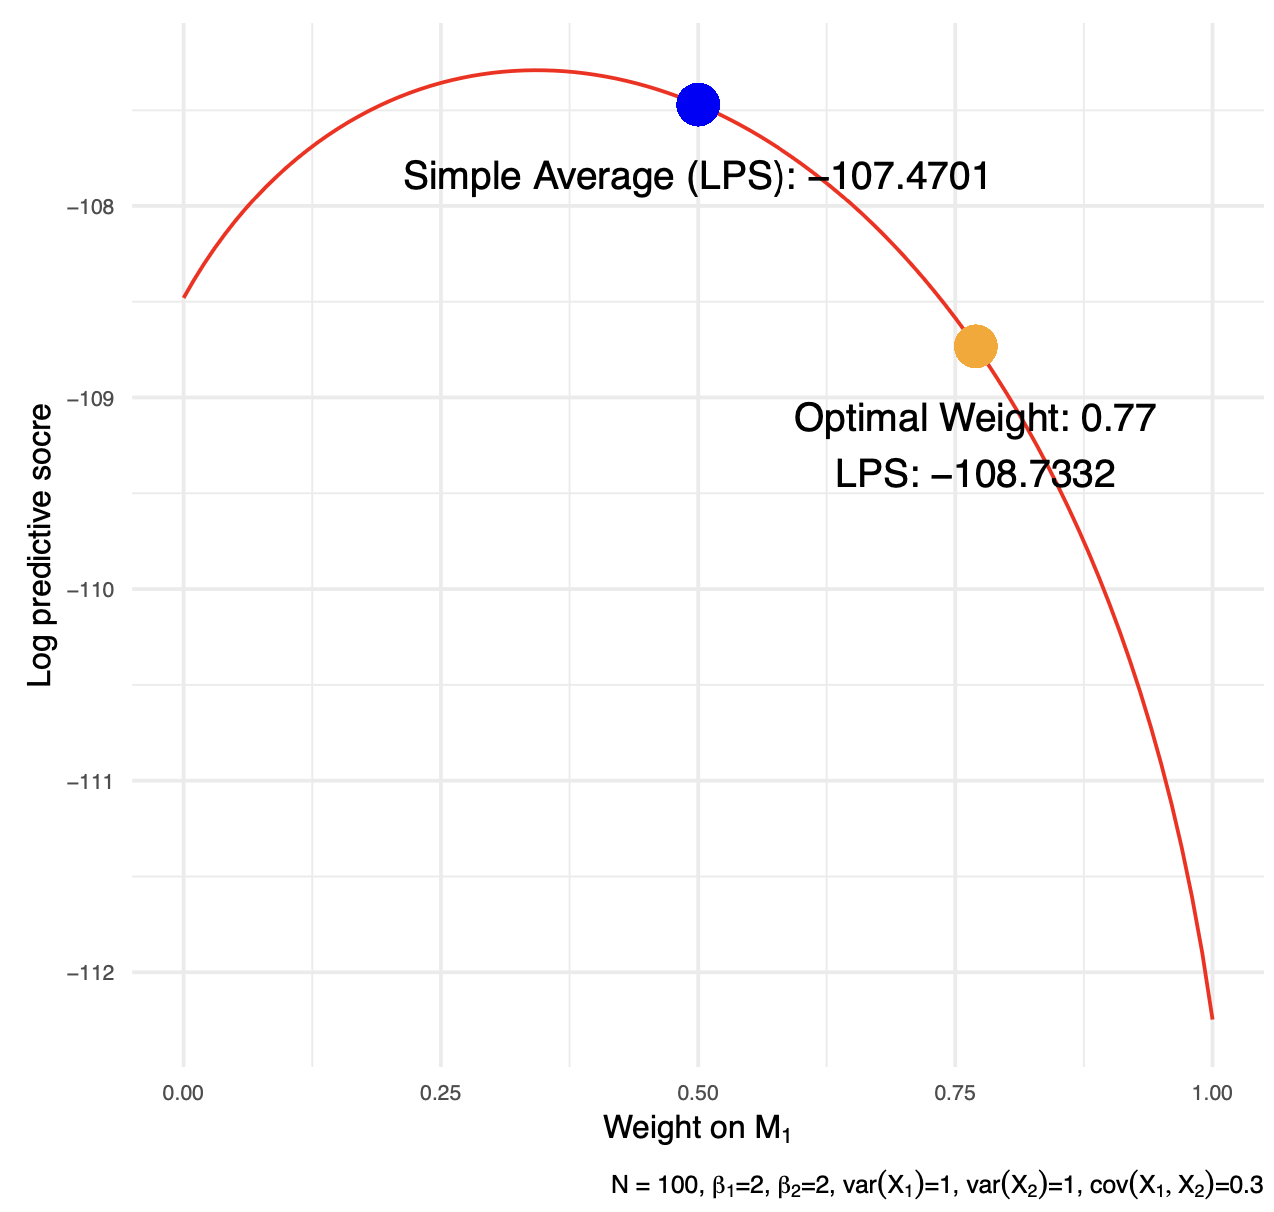 Simple Average (LPS): −107.4701
−108
−109
Optimal Weight: 0.77
LPS: −108.7332
−110
−111
−112
Log predictive socre
0.00 0.25 0.50 0.75 1.00
Weight on M₁
N = 100, β₁=2, β₂=2, var(X₁)=1, var(X₂)=1, cov(X₁, X₂)=0.3